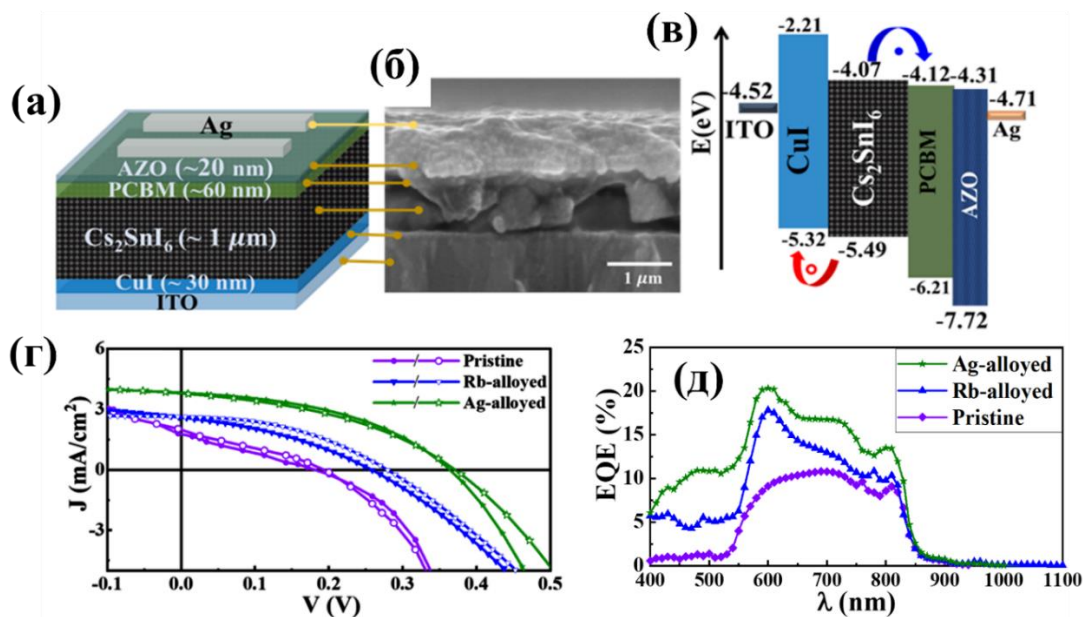 (а)
Ag
AZO (~20 nm)
PCBM (~60 nm)
Cs₂SnI₆ (~ 1 μm)
CuI (~ 30 nm)
ITO
(б)
1 μm
(в)
E(eV)
-4.52
ITO
-2.21
CuI
-5.32
-4.07
Cs₂SnI₆
-5.49
-4.12
PCBM
-6.21
-4.31
AZO
-7.72
-4.71
Ag
(г)
J (mA/cm²)
6
3
0
-3
-0.1
0.0
0.1
0.2
0.3
0.4
0.5
V (V)
Pristine
Rb-alloyed
Ag-alloyed
(д)
EQE (%)
25
20
15
10
5
0
400
500
600
700
800
900
1000
1100
λ (nm)
Ag-alloyed
Rb-alloyed
Pristine